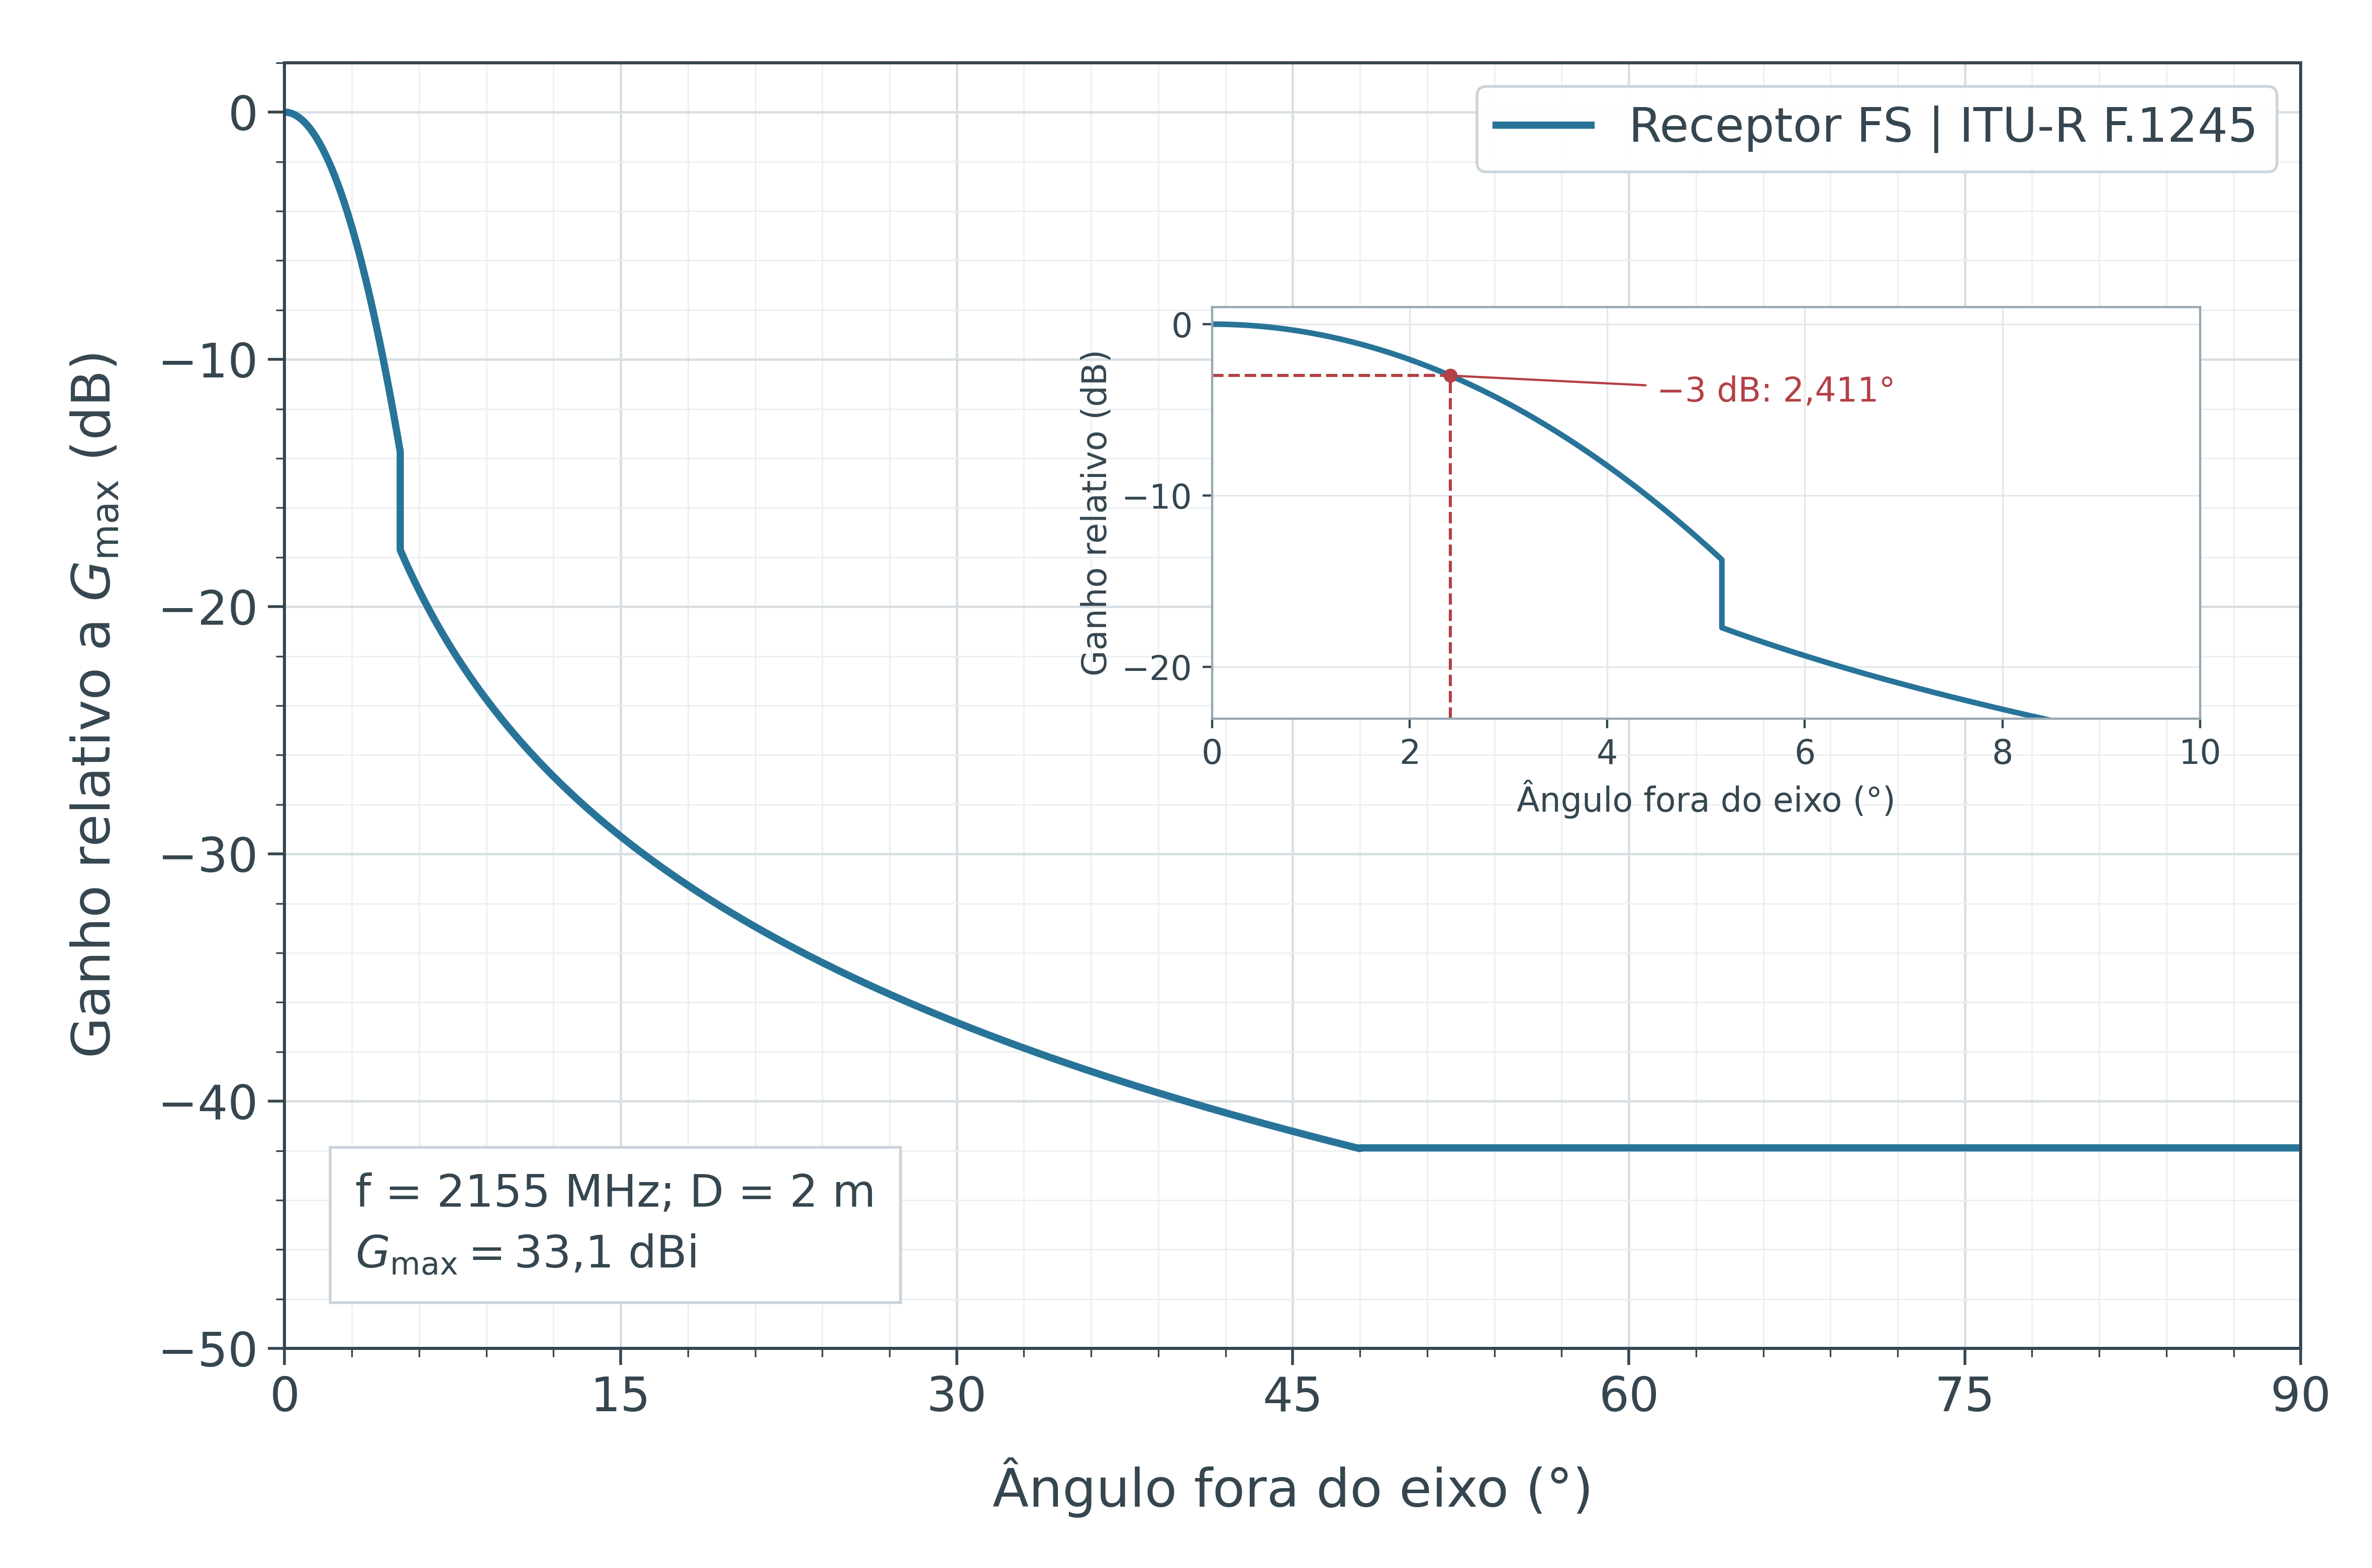 Receptor FS | ITU-R F.1245
Ganho relativo a Gmax (dB)
0
−10
−20
−30
−40
−50
Ganho relativo (dB)
0
−10
−20
−3 dB: 2,411°
0 2 4 6 8 10
Ângulo fora do eixo (°)
f = 2155 MHz; D = 2 m
Gmax = 33,1 dBi
0 15 30 45 60 75 90
Ângulo fora do eixo (°)